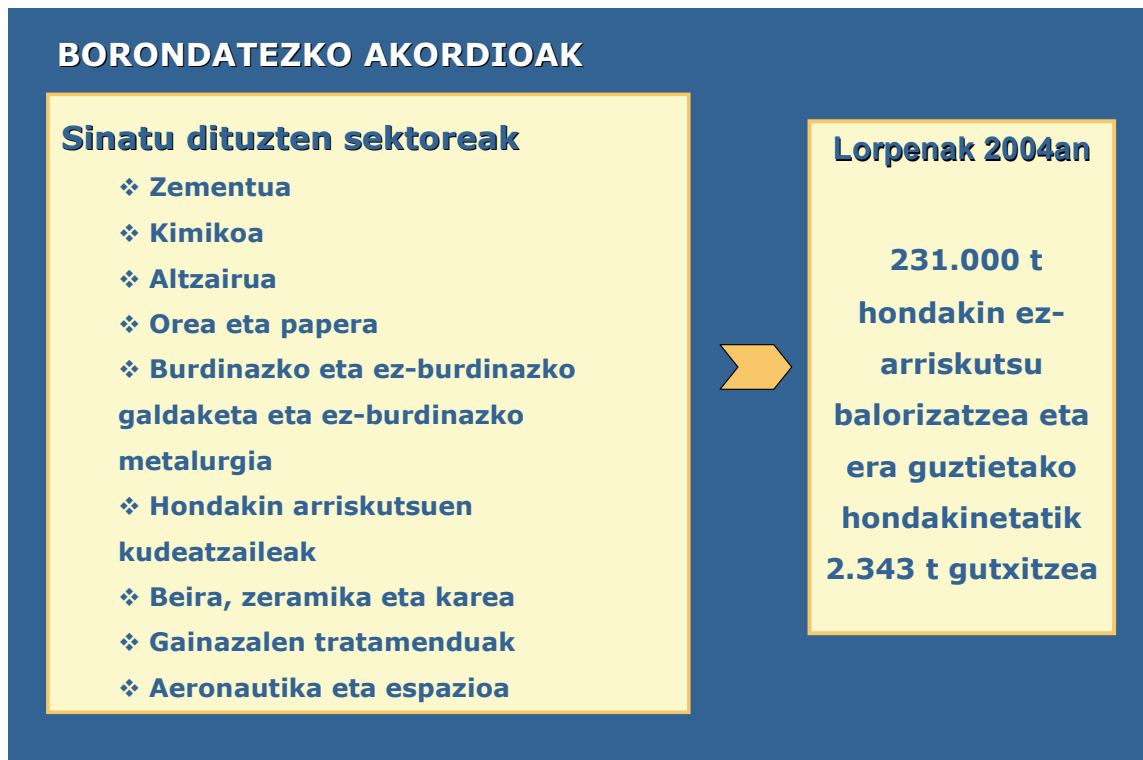 BORONDATEZKO AKORDIOAK
Sinatu dituzten sektoreak
❖ Zementua
❖ Kimikoa
❖ Altzairua
❖ Orea eta papera
❖ Burdinazko eta ez-burdinazko
galdaketa eta ez-burdinazko
metalurgia
❖ Hondakin arriskutsuen
kudeatzaileak
❖ Beira, zeramika eta karea
❖ Gainazalen tratamenduak
❖ Aeronautika eta espazioa
Lorpenak 2004an
231.000 t
hondakin ez-
arriskutsu
balorizatzea eta
era guztietako
hondakinetatik
2.343 t gutxitzea